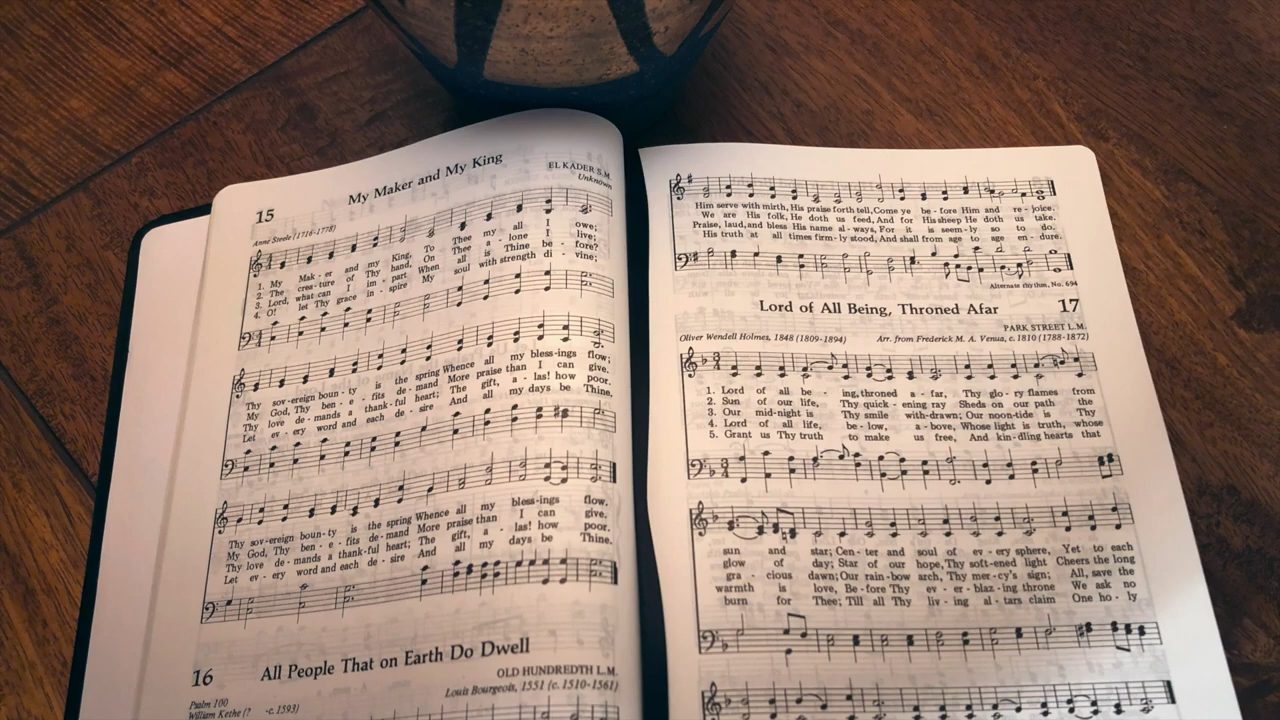 15
My Maker and My King
EL KADER S.M.
Unknown
Anne Steele (1716-1778)
1. My Mak - er and my King, To Thee my all I owe;
2. The crea - ture of Thy hand, On Thee a - lone I live;
3. Lord, what can I im - part When all is Thine be - fore?
4. O! let Thy grace in - spire My soul with strength di - vine;
Thy sov-ereign boun - ty is the spring Whence all my bless-ings flow;
My God, Thy ben - e - fits de - mand More praise than I can give.
Thy love de - mands a thank-ful heart; The gift, a - las! how poor.
Let ev - ery word and each de - sire And all my days be Thine.
Thy sov-ereign boun-ty is the spring Whence all my bless-ings flow.
My God, Thy ben - e - fits de-mand More praise than I can give.
Thy love de - mands a thank-ful heart; The gift, a - las! how poor.
Let ev - ery word and each de - sire And all my days be Thine.
16
All People That on Earth Do Dwell
OLD HUNDREDTH L.M.
Psalm 100
Louis Bourgeois, 1551 (c. 1510-1561)
William Kethe (? -c. 1593)
Him serve with mirth, His praise forth tell, Come ye be - fore Him and re - joice.
We are His folk, He doth us feed, And for His sheep He doth us take.
Praise, laud, and bless His name al - ways, For it is seem - ly so to do.
His truth at all times firm - ly stood, And shall from age to age en - dure.
Alternate rhythm, No. 694
Lord of All Being, Throned Afar
17
PARK STREET L.M.
Oliver Wendell Holmes, 1848 (1809-1894)
Arr. from Frederick M. A. Venua, c. 1810 (1788-1872)
1. Lord of all be - ing, throned a - far, Thy glo - ry flames from
2. Sun of our life, Thy quick - ening ray Sheds on our path the
3. Our mid-night is Thy smile with-drawn; Our noon-tide is Thy
4. Lord of all life, be - low, a - bove, Whose light is truth, whose
5. Grant us Thy truth to make us free, And kin - dling hearts that
sun and star; Cen - ter and soul of ev - ery sphere, Yet to each
glow of day; Star of our hope, Thy soft-ened light Cheers the long
gra - cious dawn; Our rain-bow arch, Thy mer-cy's sign; All, save the
warmth is love, Be - fore Thy ev - er - blaz - ing throne We ask no
burn for Thee; Till all Thy liv - ing al - tars claim One ho - ly